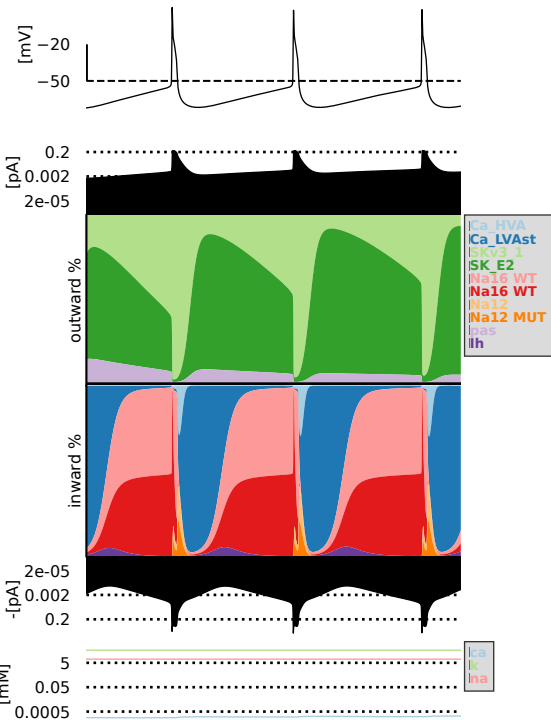 [mV]
−20
−50
[pA]
0.2
0.002
2e-05
outward %
Ca_HVA
Ca_LVAst
SKv3_1
SK_E2
Na16 WT
Na16 WT
Na12
Na12 MUT
pas
Ih
inward %
2e-05
0.002
0.2
-[pA]
[mM]
5
0.05
0.0005
ca
k
na